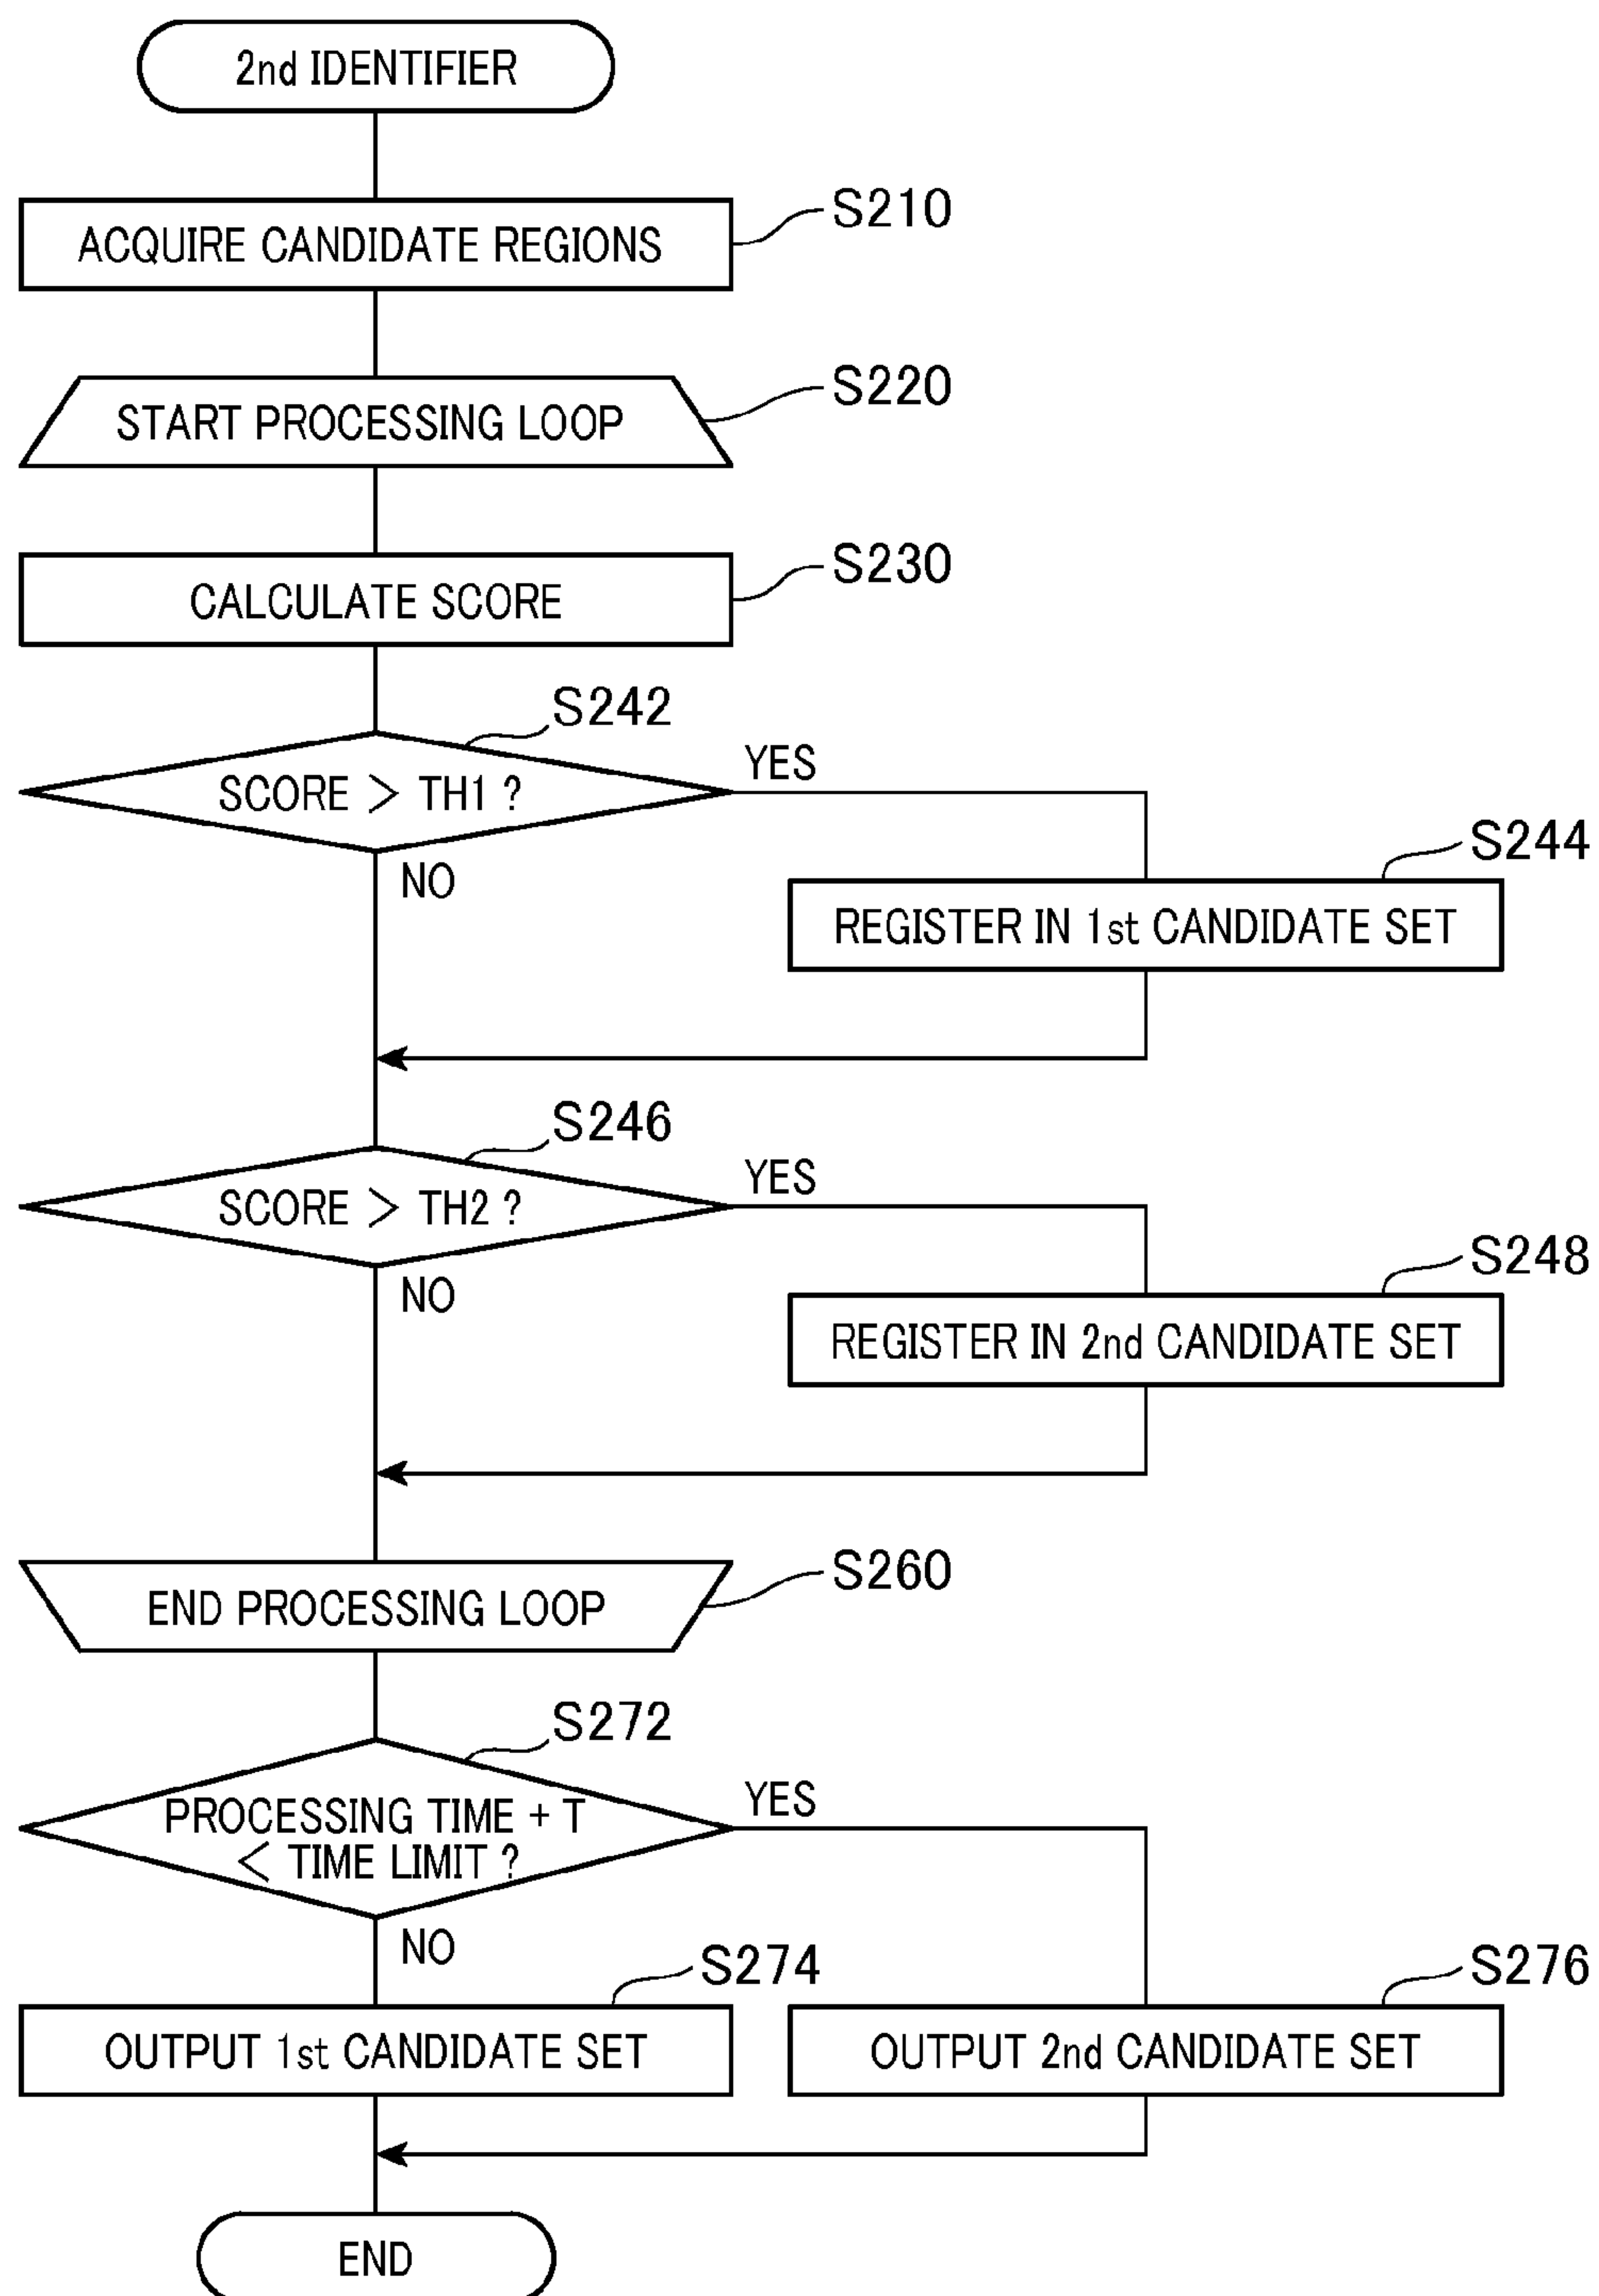 2nd IDENTIFIER
ACQUIRE CANDIDATE REGIONS
S210
START PROCESSING LOOP
S220
CALCULATE SCORE
S230
S242
SCORE > TH1 ?
YES
NO
S244
REGISTER IN 1st CANDIDATE SET
S246
SCORE > TH2 ?
YES
NO
S248
REGISTER IN 2nd CANDIDATE SET
END PROCESSING LOOP
S260
S272
PROCESSING TIME + T
< TIME LIMIT ?
YES
NO
S274
OUTPUT 1st CANDIDATE SET
S276
OUTPUT 2nd CANDIDATE SET
END